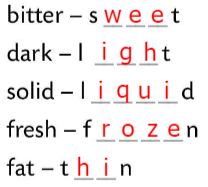 bitter – sweet
dark – light
solid – liquid
fresh – frozen
fat – thin